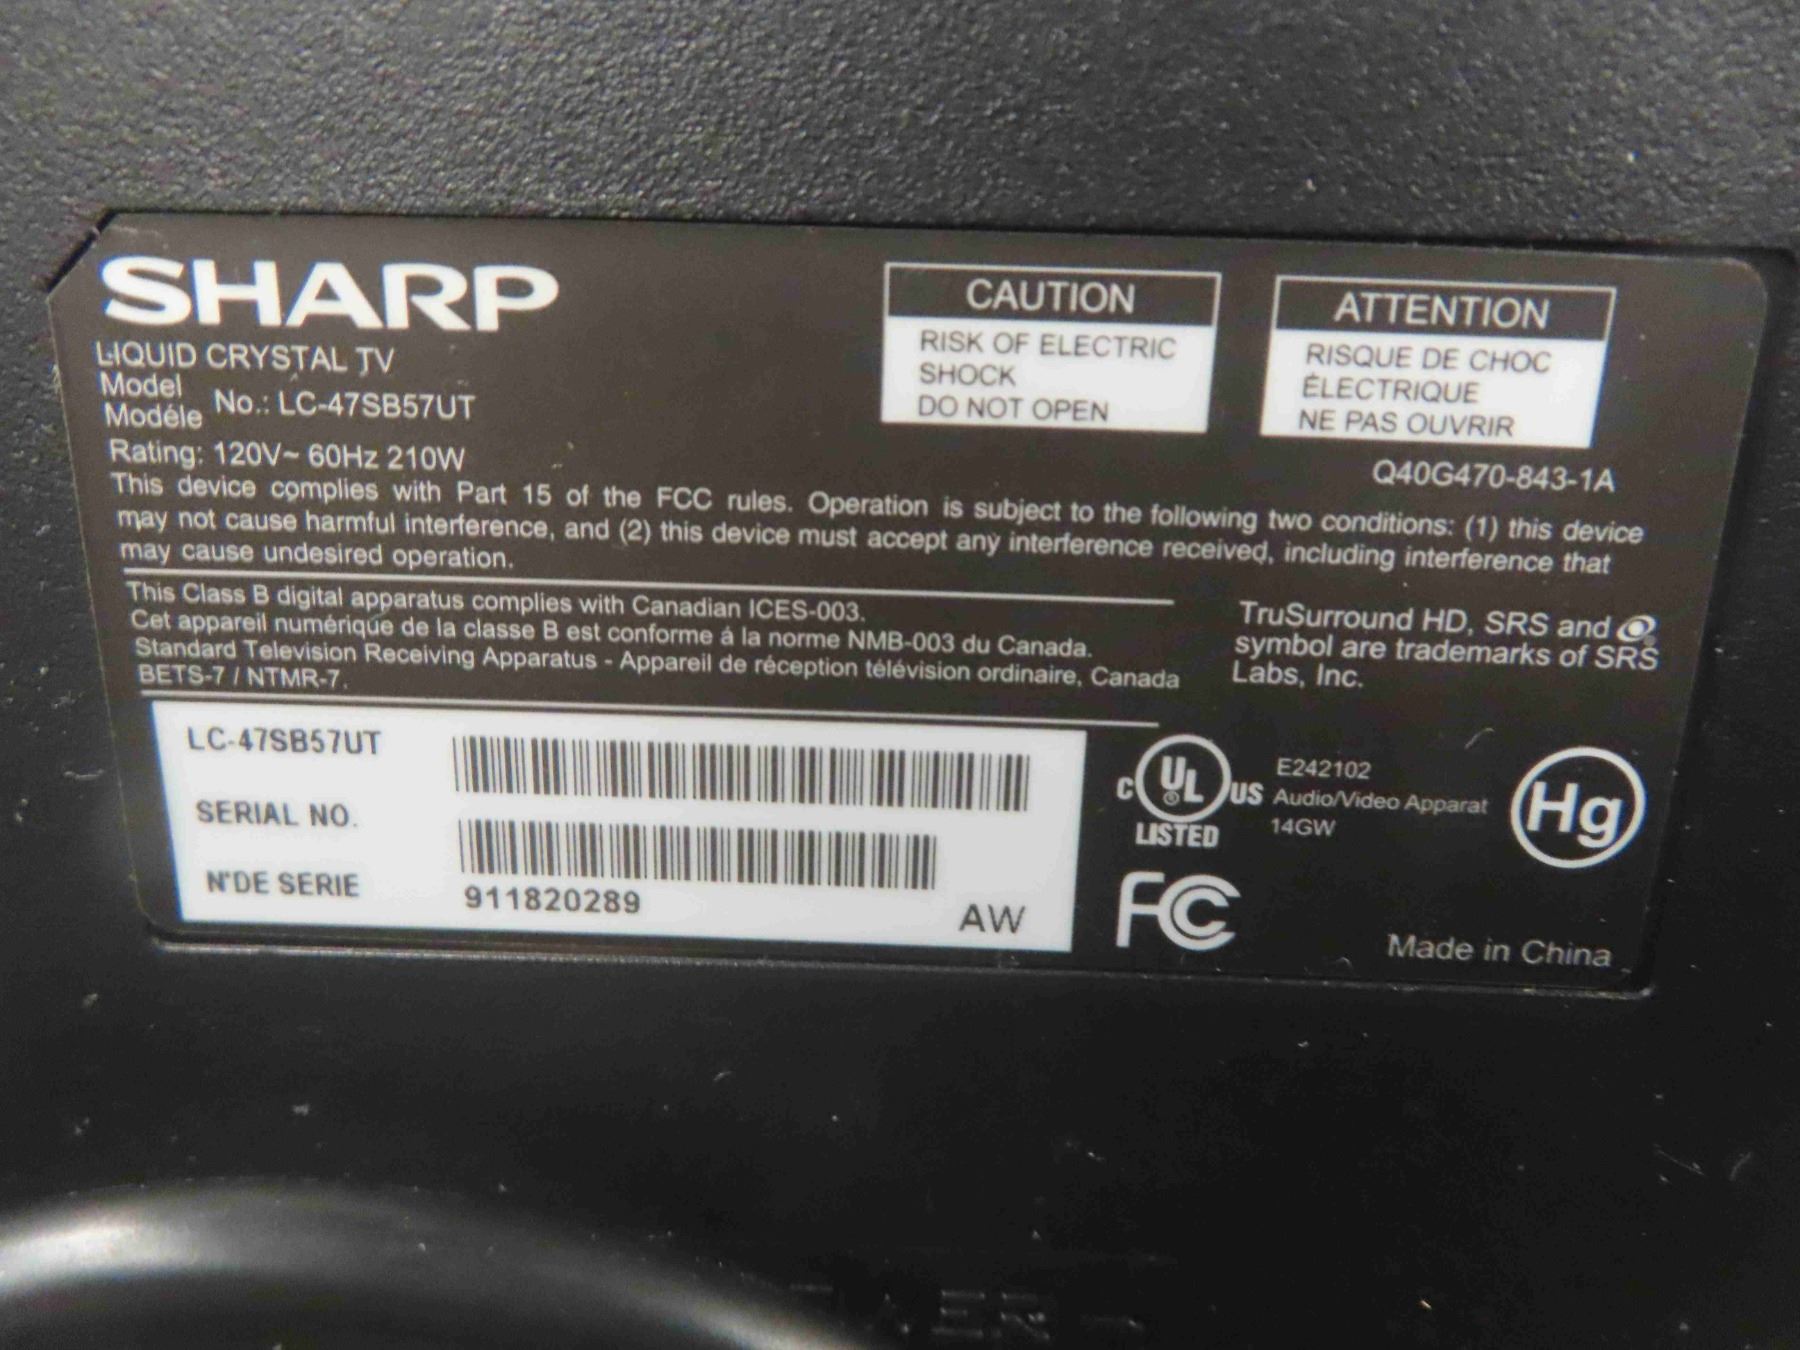 SHARP
LIQUID CRYSTAL TV
Model
Modéle No.: LC-47SB57UT
Rating: 120V~ 60Hz 210W
CAUTION
RISK OF ELECTRIC
SHOCK
DO NOT OPEN
ATTENTION
RISQUE DE CHOC
ÉLECTRIQUE
NE PAS OUVRIR
Q40G470-843-1A
This device complies with Part 15 of the FCC rules. Operation is subject to the following two conditions: (1) this device
may not cause harmful interference, and (2) this device must accept any interference received, including interference that
may cause undesired operation.
This Class B digital apparatus complies with Canadian ICES-003.
Cet appareil numérique de la classe B est conforme á la norme NMB-003 du Canada.
Standard Television Receiving Apparatus - Appareil de réception télévision ordinaire, Canada
BETS-7 / NTMR-7.
TruSurround HD, SRS and
symbol are trademarks of SRS
Labs, Inc.
LC-47SB57UT
SERIAL NO.
N°DE SERIE
911820289
AW
C UL ® US
LISTED
E242102
Audio/Video Apparat
14GW
Hg
FC
Made in China